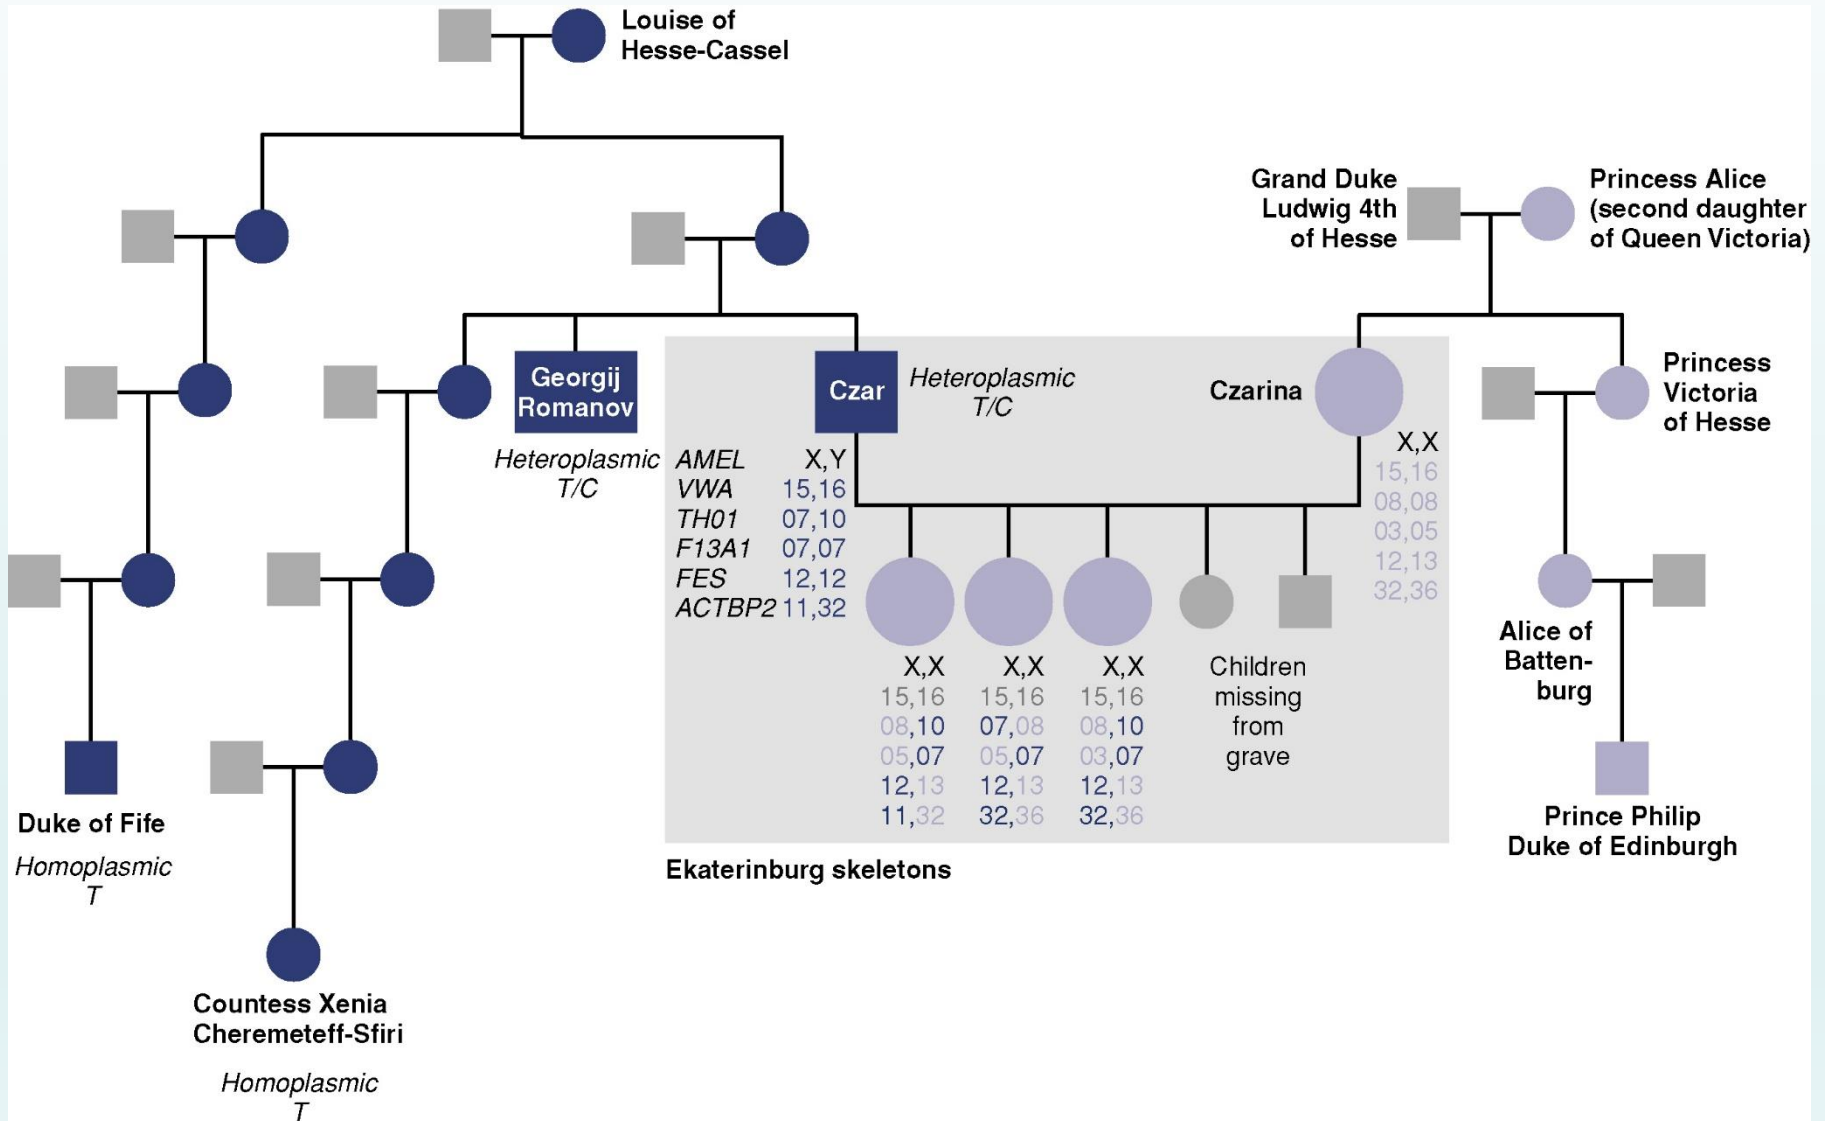 Louise of
Hesse-Cassel
Grand Duke
Ludwig 4th
of Hesse
Princess Alice
(second daughter
of Queen Victoria)
Georgij
Romanov
Heteroplasmic
T/C
Czar
Heteroplasmic
T/C
Czarina
Princess
Victoria
of Hesse
AMEL X,Y
VWA 15,16
TH01 07,10
F13A1 07,07
FES 12,12
ACTBP2 11,32
X,X
15,16
08,08
03,05
12,13
32,36
X,X
15,16
08,10
05,07
12,13
11,32
X,X
15,16
07,08
05,07
12,13
32,36
X,X
15,16
08,10
03,07
12,13
32,36
Children
missing
from
grave
Alice of
Batten-
burg
Duke of Fife
Homoplasmic
T
Prince Philip
Duke of Edinburgh
Ekaterinburg skeletons
Countess Xenia
Cheremeteff-Sfiri
Homoplasmic
T